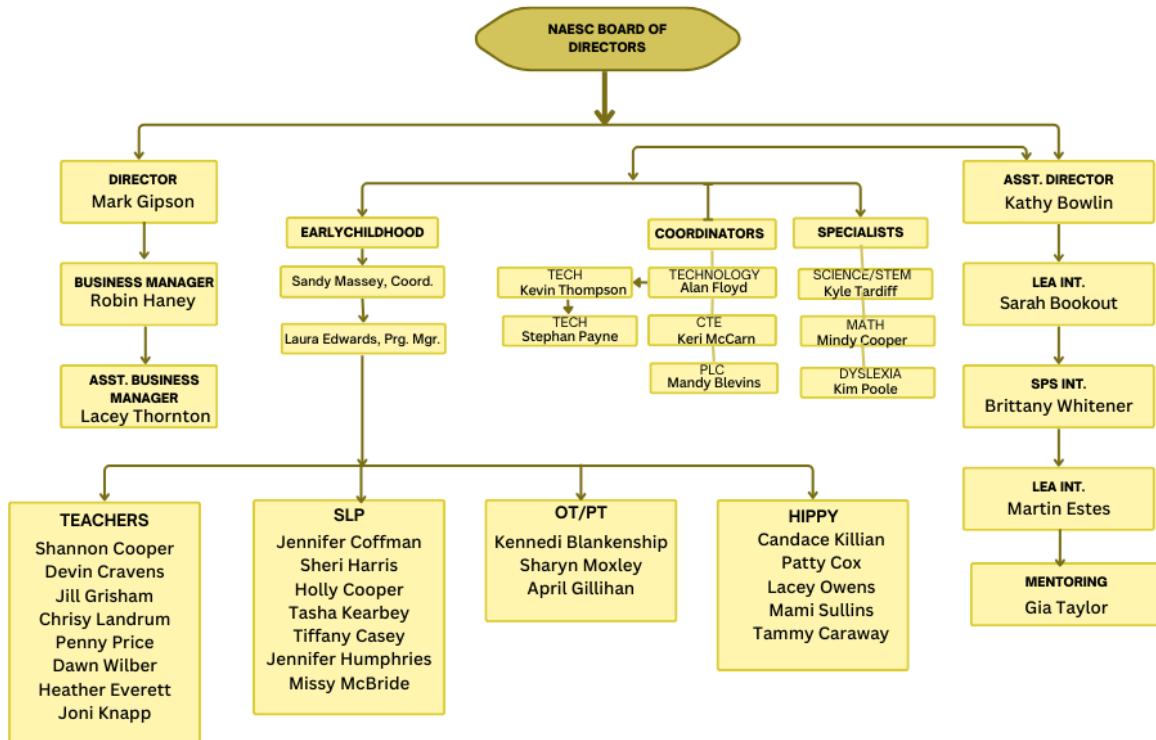 NAESC BOARD OF
DIRECTORS
DIRECTOR
Mark Gipson
BUSINESS MANAGER
Robin Haney
ASST. BUSINESS
MANAGER
Lacey Thornton
EARLYCHILDHOOD
Sandy Massey, Coord.
Laura Edwards, Prg. Mgr.
COORDINATORS
TECHNOLOGY
Alan Floyd
TECH
Kevin Thompson
TECH
Stephan Payne
CTE
Keri McCarn
PLC
Mandy Blevins
SPECIALISTS
SCIENCE/STEM
Kyle Tardiff
MATH
Mindy Cooper
DYSLEXIA
Kim Poole
ASST. DIRECTOR
Kathy Bowlin
LEA INT.
Sarah Bookout
SPS INT.
Brittany Whitener
LEA INT.
Martin Estes
MENTORING
Gia Taylor
TEACHERS
Shannon Cooper
Devin Cravens
Jill Grisham
Chrisy Landrum
Penny Price
Dawn Wilber
Heather Everett
Joni Knapp
SLP
Jennifer Coffman
Sheri Harris
Holly Cooper
Tasha Kearbey
Tiffany Casey
Jennifer Humphries
Missy McBride
OT/PT
Kennedi Blankenship
Sharyn Moxley
April Gillihan
HIPPY
Candace Killian
Patty Cox
Lacey Owens
Mami Sullins
Tammy Caraway